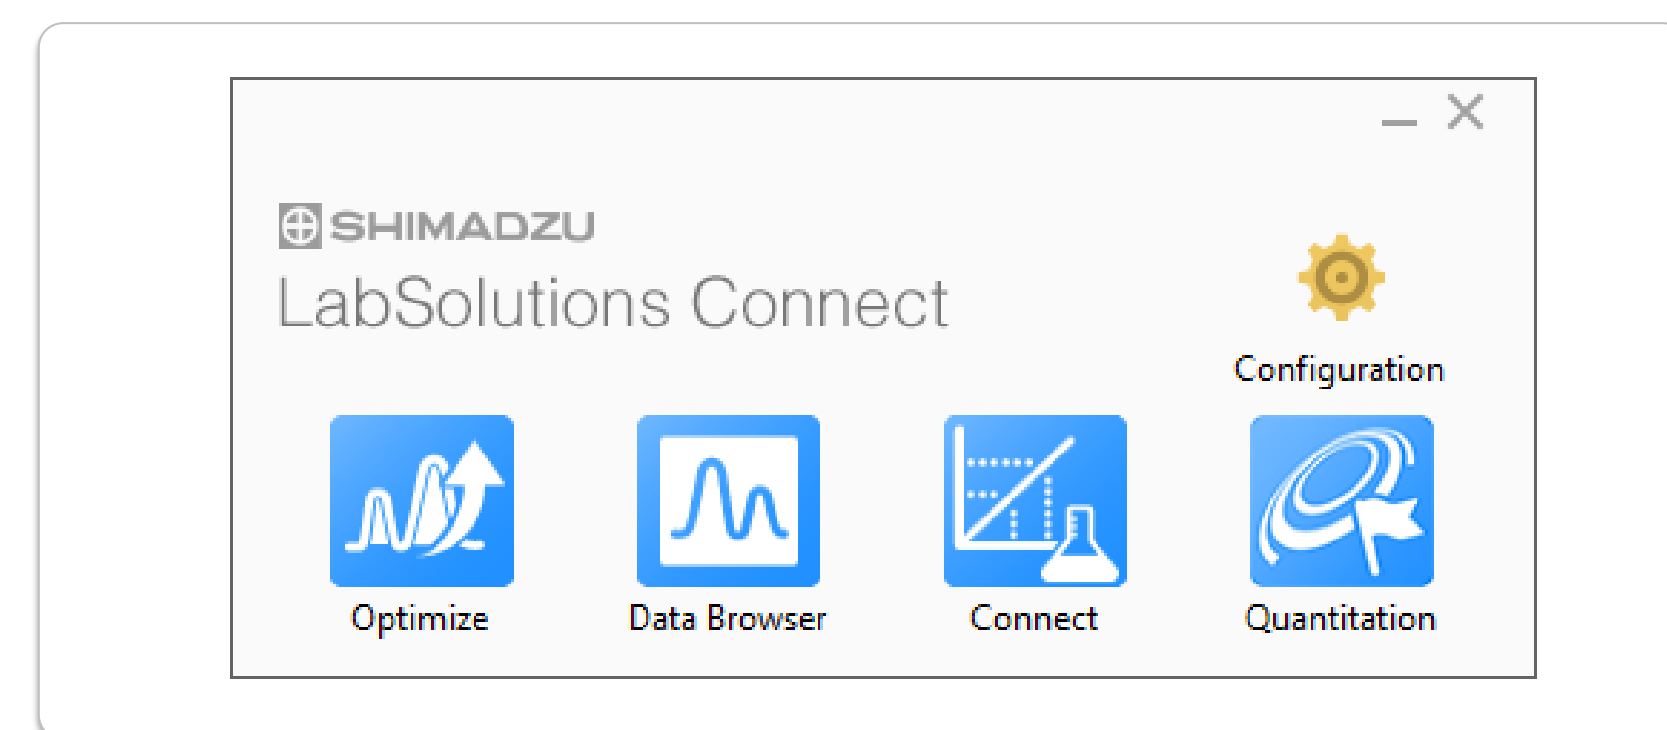 SHIMADZU
LabSolutions Connect
Configuration
Optimize
Data Browser
Connect
Quantitation